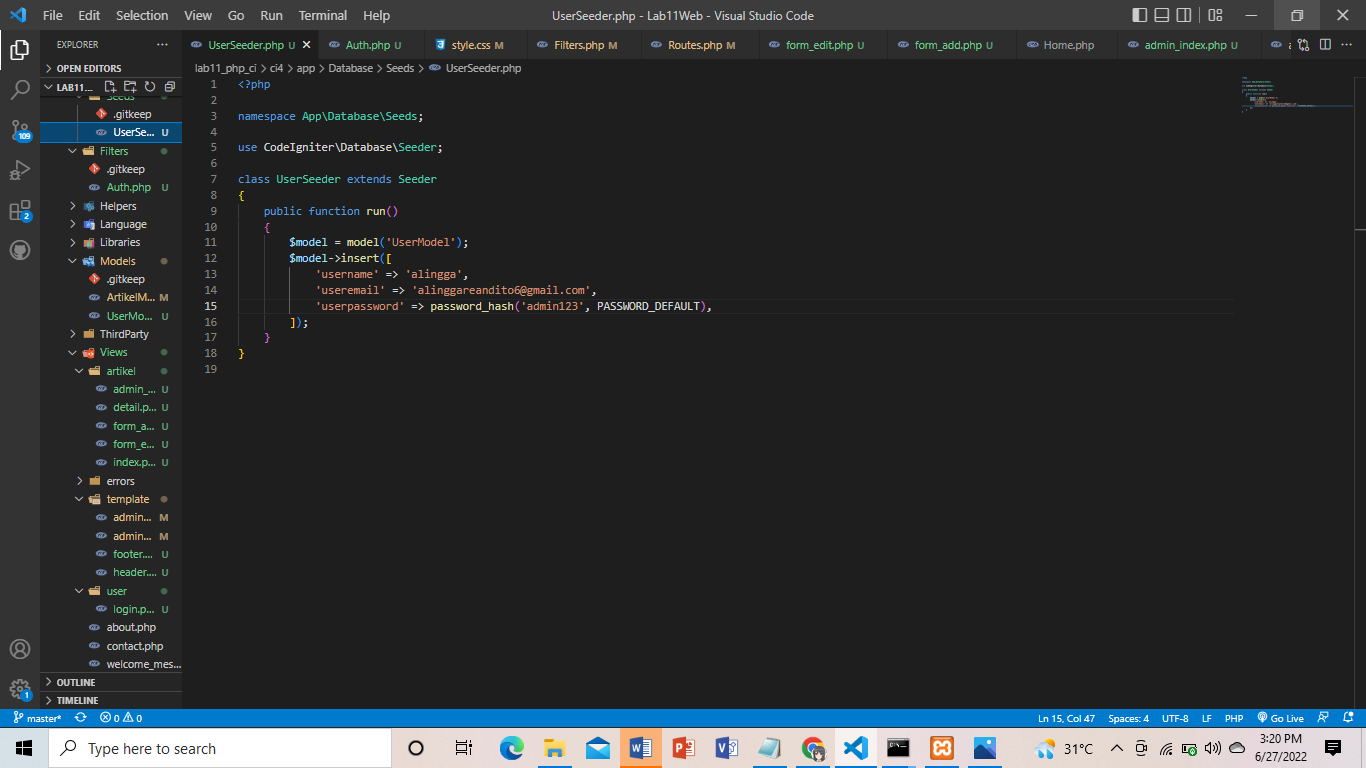 File Edit Selection View Go Run Terminal Help UserSeeder.php - Lab11Web - Visual Studio Code
EXPLORER ··· UserSeeder.php U Auth.php U style.css M Filters.php M Routes.php M form_edit.php U form_add.php U Home.php admin_index.php U
OPEN EDITORS
LAB11...
lab11_php_ci > ci4 > app > Database > Seeds > UserSeeder.php
Seeds
.gitkeep
UserSe... U
Filters
.gitkeep
Auth.php U
Helpers
Language
Libraries
Models
.gitkeep
ArtikelM... M
UserMo... U
ThirdParty
Views
artikel
admin_... U
detail.p... U
form_a... U
form_e... U
index.p... U
errors
template
admin... M
admin... M
footer.... U
header.... U
user
login.p... U
about.php
contact.php
welcome_mes...
OUTLINE
TIMELINE
109
2
1
1 <?php
2
3 namespace App\Database\Seeds;
4
5 use CodeIgniter\Database\Seeder;
6
7 class UserSeeder extends Seeder
8 {
9 public function run()
10 {
11 $model = model('UserModel');
12 $model->insert([
13 'username' => 'alingga',
14 'useremail' => 'alinggareandito6@gmail.com',
15 'userpassword' => password_hash('admin123', PASSWORD_DEFAULT),
16 ]);
17 }
18 }
19
master* 0 0 Ln 15, Col 47 Spaces: 4 UTF-8 LF PHP Go Live
Type here to search 31°C 3:20 PM
6/27/2022